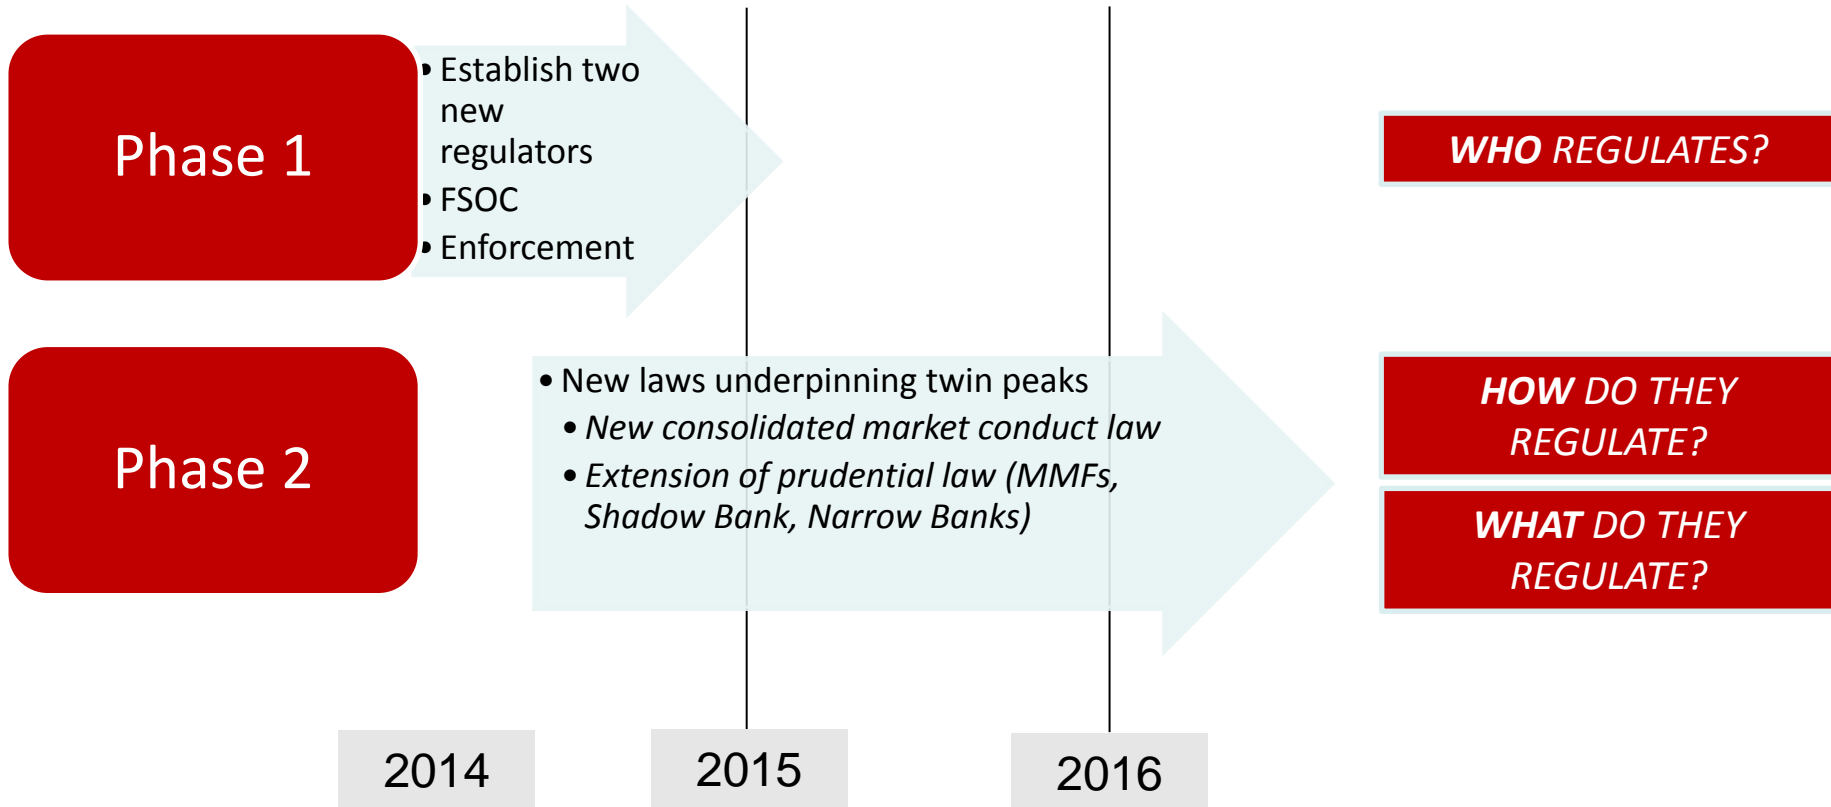 Phase 1
• Establish two
new
regulators
• FSOC
• Enforcement
WHO REGULATES?
Phase 2
• New laws underpinning twin peaks
• New consolidated market conduct law
• Extension of prudential law (MMFs,
Shadow Bank, Narrow Banks)
HOW DO THEY
REGULATE?
WHAT DO THEY
REGULATE?
2014
2015
2016